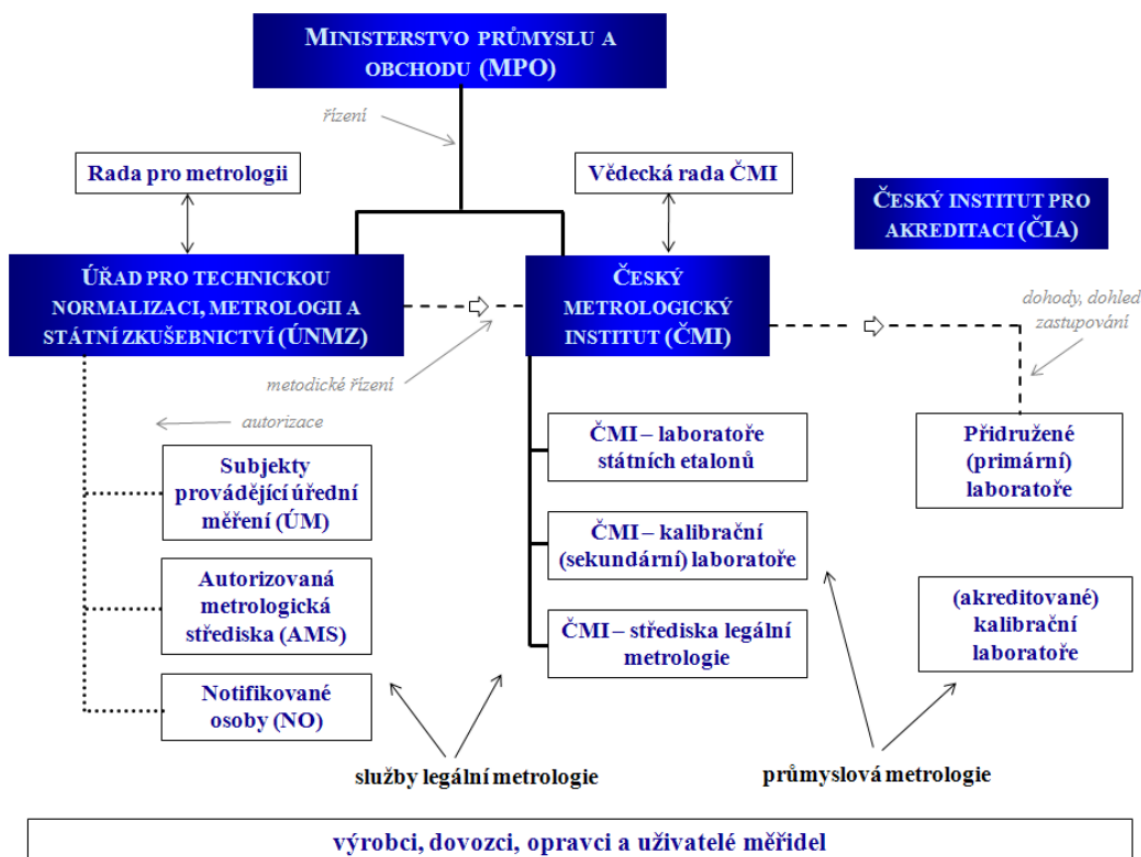 MINISTERSTVO PRŮMYSLU A
OBCHODU (MPO)
řízení
Rada pro metrologii
Vědecká rada ČMI
ČESKÝ INSTITUT PRO
AKREDITACI (ČIA)
ÚŘAD PRO TECHNICKOU
NORMALIZACI, METROLOGII A
STÁTNÍ ZKUŠEBNICTVÍ (ÚNMZ)
ČESKÝ
METROLOGICKÝ
INSTITUT (ČMI)
dohody, dohled
zastupování
metodické řízení
autorizace
Subjekty
provádějící úřední
měření (ÚM)
Autorizovaná
metrologická
střediska (AMS)
Notifikované
osoby (NO)
ČMI – laboratoře
státních etalonů
ČMI – kalibrační
(sekundární) laboratoře
ČMI – střediska legální
metrologie
Přidružené
(primární)
laboratoře
(akreditované)
kalibrační
laboratoře
služby legální metrologie
průmyslová metrologie
výrobci, dovozci, opravci a uživatelé měřidel